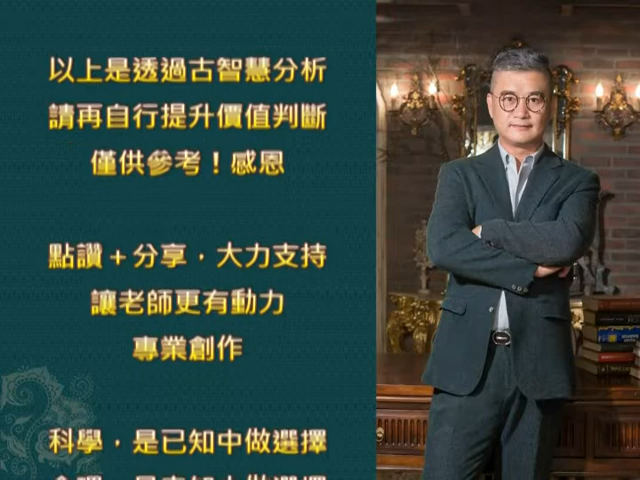 以上是透過古智慧分析
請再自行提升價值判斷
僅供參考！感恩
點讚＋分享，大力支持
讓老師更有動力
專業創作
科學，是已知中做選擇